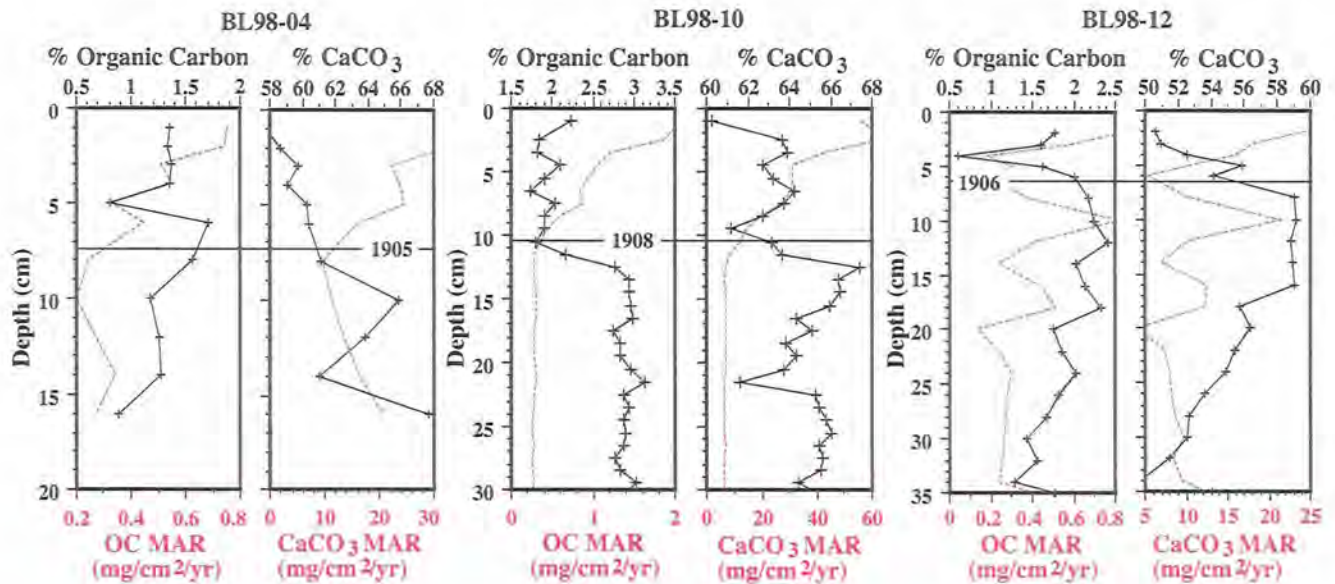 BL98-04
BL98-10
BL98-12
% Organic Carbon
% CaCO3
% Organic Carbon
% CaCO3
% Organic Carbon
% CaCO3
0.5 1 1.5 2
58 60 62 64 66 68
1.5 2 2.5 3 3.5
60 62 64 66 68
0.5 1 1.5 2 2.5
50 52 54 56 58 60
0
5
10
15
20
Depth (cm)
1905
0
5
10
15
20
25
30
Depth (cm)
1908
0
5
10
15
20
25
30
35
Depth (cm)
1906
0.2 0.4 0.6 0.8
0 10 20 30
0 1 2
0 20 40 60
0 0.2 0.4 0.6 0.8
5 10 15 20 25
OC MAR
(mg/cm2/yr)
CaCO3 MAR
(mg/cm2/yr)
OC MAR
(mg/cm2/yr)
CaCO3 MAR
(mg/cm2/yr)
OC MAR
(mg/cm2/yr)
CaCO3 MAR
(mg/cm2/yr)